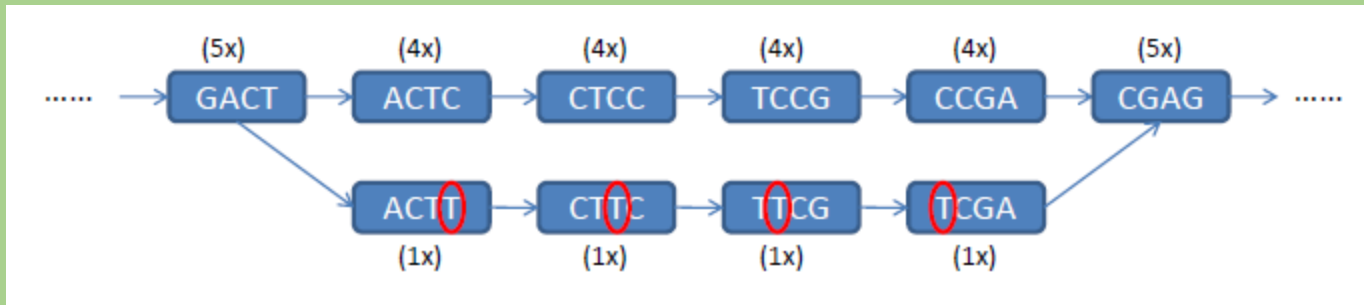 (5x) (4x) (4x) (4x) (4x) (5x)
...... GACT ACTC CTCC TCCG CCGA CGAG ......
ACTT CTTC TTCG TCGA
(1x) (1x) (1x) (1x)